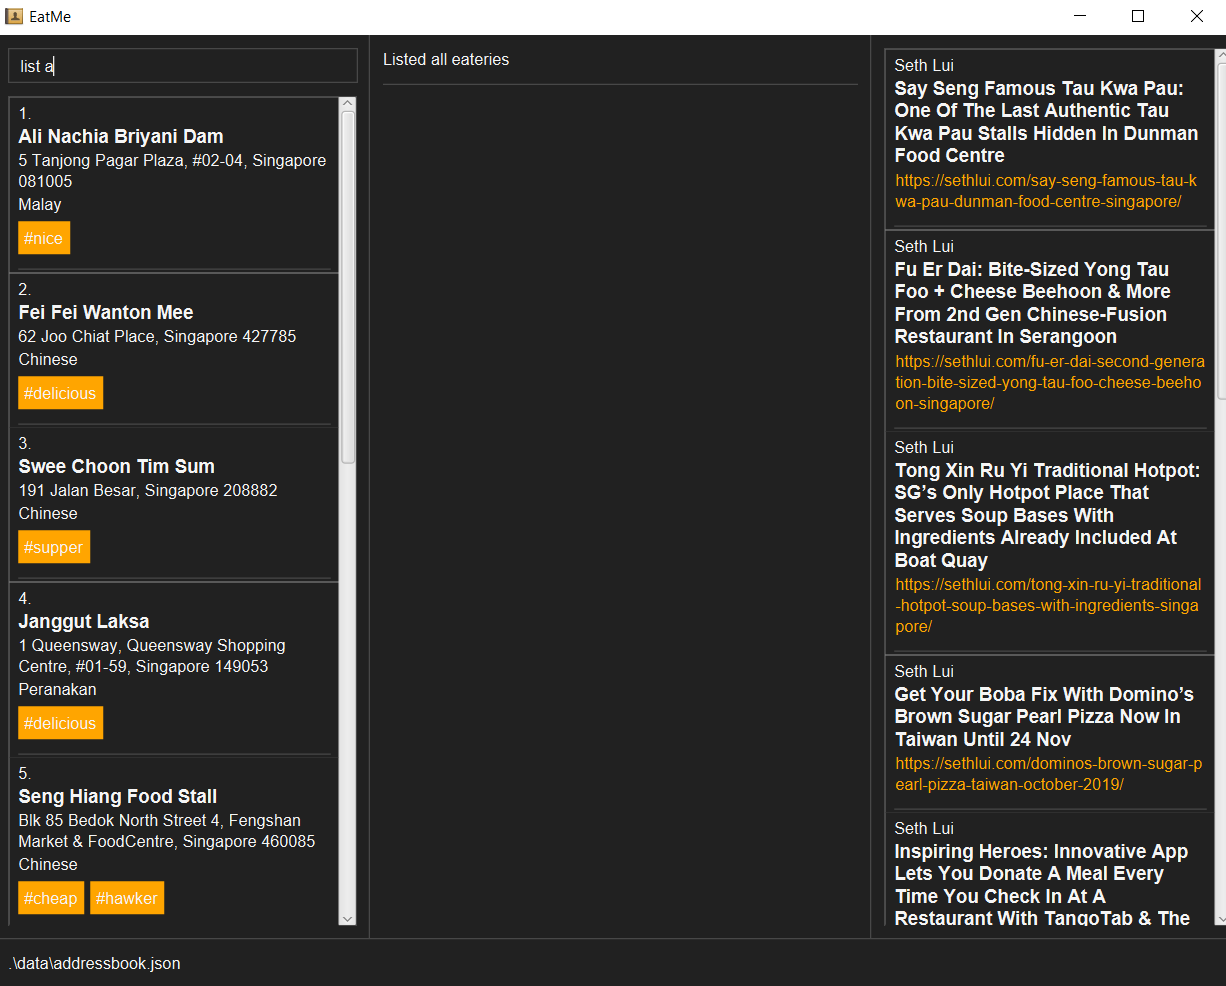 EatMe
list a
1.
Ali Nachia Briyani Dam
5 Tanjong Pagar Plaza, #02-04, Singapore
081005
Malay
#nice
2.
Fei Fei Wanton Mee
62 Joo Chiat Place, Singapore 427785
Chinese
#delicious
3.
Swee Choon Tim Sum
191 Jalan Besar, Singapore 208882
Chinese
#supper
4.
Janggut Laksa
1 Queensway, Queensway Shopping
Centre, #01-59, Singapore 149053
Peranakan
#delicious
5.
Seng Hiang Food Stall
Blk 85 Bedok North Street 4, Fengshan
Market & FoodCentre, Singapore 460085
Chinese
#cheap #hawker
Listed all eateries
Seth Lui
Say Seng Famous Tau Kwa Pau:
One Of The Last Authentic Tau
Kwa Pau Stalls Hidden In Dunman
Food Centre
https://sethlui.com/say-seng-famous-tau-k
wa-pau-dunman-food-centre-singapore/
Seth Lui
Fu Er Dai: Bite-Sized Yong Tau
Foo + Cheese Beehoon & More
From 2nd Gen Chinese-Fusion
Restaurant In Serangoon
https://sethlui.com/fu-er-dai-second-genera
tion-bite-sized-yong-tau-foo-cheese-beeho
on-singapore/
Seth Lui
Tong Xin Ru Yi Traditional Hotpot:
SG’s Only Hotpot Place That
Serves Soup Bases With
Ingredients Already Included At
Boat Quay
https://sethlui.com/tong-xin-ru-yi-traditional
-hotpot-soup-bases-with-ingredients-singa
pore/
Seth Lui
Get Your Boba Fix With Domino’s
Brown Sugar Pearl Pizza Now In
Taiwan Until 24 Nov
https://sethlui.com/dominos-brown-sugar-p
earl-pizza-taiwan-october-2019/
Seth Lui
Inspiring Heroes: Innovative App
Lets You Donate A Meal Every
Time You Check In At A
Restaurant With TangoTab & The
.\data\addressbook.json